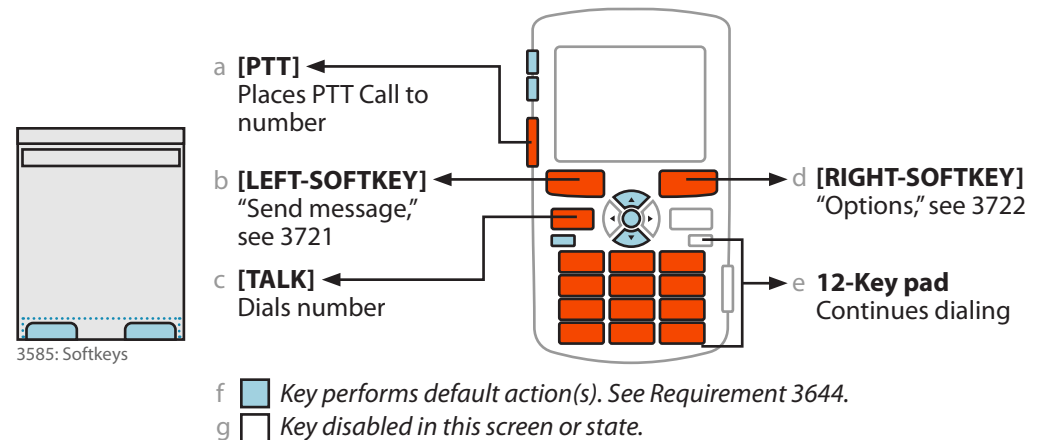 a [PTT]
Places PTT Call to
number
b [LEFT-SOFTKEY]
“Send message,”
see 3721
c [TALK]
Dials number
d [RIGHT-SOFTKEY]
“Options,” see 3722
e 12-Key pad
Continues dialing
3585: Softkeys
f Key performs default action(s). See Requirement 3644.
g Key disabled in this screen or state.